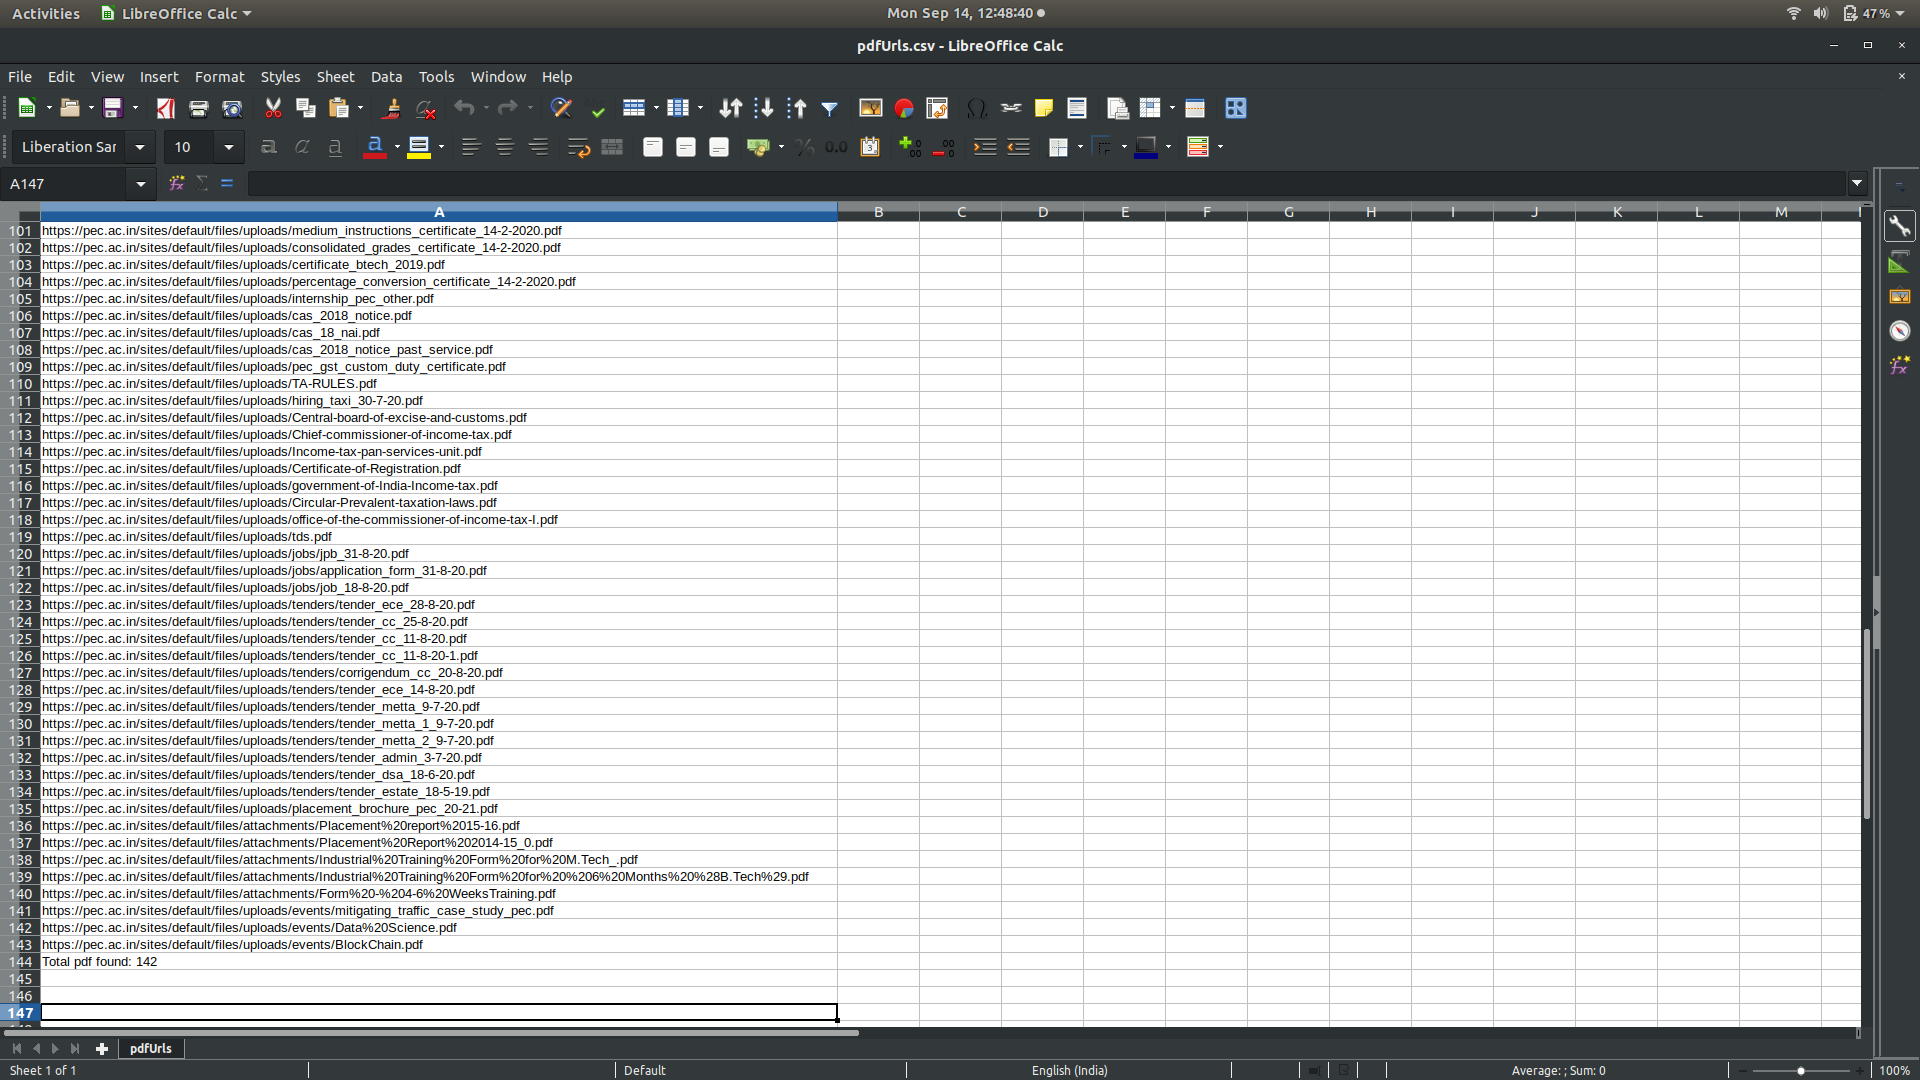 Activities LibreOffice Calc Mon Sep 14, 12:48:40 47%
pdfUrls.csv - LibreOffice Calc
File Edit View Insert Format Styles Sheet Data Tools Window Help
Liberation Sar 10
A147
A B C D E F G H I J K L M
101 https://pec.ac.in/sites/default/files/uploads/medium_instructions_certificate_14-2-2020.pdf
102 https://pec.ac.in/sites/default/files/uploads/consolidated_grades_certificate_14-2-2020.pdf
103 https://pec.ac.in/sites/default/files/uploads/certificate_btech_2019.pdf
104 https://pec.ac.in/sites/default/files/uploads/percentage_conversion_certificate_14-2-2020.pdf
105 https://pec.ac.in/sites/default/files/uploads/internship_pec_other.pdf
106 https://pec.ac.in/sites/default/files/uploads/cas_2018_notice.pdf
107 https://pec.ac.in/sites/default/files/uploads/cas_18_nai.pdf
108 https://pec.ac.in/sites/default/files/uploads/cas_2018_notice_past_service.pdf
109 https://pec.ac.in/sites/default/files/uploads/pec_gst_custom_duty_certificate.pdf
110 https://pec.ac.in/sites/default/files/uploads/TA-RULES.pdf
111 https://pec.ac.in/sites/default/files/uploads/hiring_taxi_30-7-20.pdf
112 https://pec.ac.in/sites/default/files/uploads/Central-board-of-excise-and-customs.pdf
113 https://pec.ac.in/sites/default/files/uploads/Chief-commissioner-of-income-tax.pdf
114 https://pec.ac.in/sites/default/files/uploads/Income-tax-pan-services-unit.pdf
115 https://pec.ac.in/sites/default/files/uploads/Certificate-of-Registration.pdf
116 https://pec.ac.in/sites/default/files/uploads/government-of-India-Income-tax.pdf
117 https://pec.ac.in/sites/default/files/uploads/Circular-Prevalent-taxation-laws.pdf
118 https://pec.ac.in/sites/default/files/uploads/office-of-the-commissioner-of-income-tax-I.pdf
119 https://pec.ac.in/sites/default/files/uploads/tds.pdf
120 https://pec.ac.in/sites/default/files/uploads/jobs/jpb_31-8-20.pdf
121 https://pec.ac.in/sites/default/files/uploads/jobs/application_form_31-8-20.pdf
122 https://pec.ac.in/sites/default/files/uploads/jobs/job_18-8-20.pdf
123 https://pec.ac.in/sites/default/files/uploads/tenders/tender_ece_28-8-20.pdf
124 https://pec.ac.in/sites/default/files/uploads/tenders/tender_cc_25-8-20.pdf
125 https://pec.ac.in/sites/default/files/uploads/tenders/tender_cc_11-8-20.pdf
126 https://pec.ac.in/sites/default/files/uploads/tenders/tender_cc_11-8-20-1.pdf
127 https://pec.ac.in/sites/default/files/uploads/tenders/corrigendum_cc_20-8-20.pdf
128 https://pec.ac.in/sites/default/files/uploads/tenders/tender_ece_14-8-20.pdf
129 https://pec.ac.in/sites/default/files/uploads/tenders/tender_metta_9-7-20.pdf
130 https://pec.ac.in/sites/default/files/uploads/tenders/tender_metta_1_9-7-20.pdf
131 https://pec.ac.in/sites/default/files/uploads/tenders/tender_metta_2_9-7-20.pdf
132 https://pec.ac.in/sites/default/files/uploads/tenders/tender_admin_3-7-20.pdf
133 https://pec.ac.in/sites/default/files/uploads/tenders/tender_dsa_18-6-20.pdf
134 https://pec.ac.in/sites/default/files/uploads/tenders/tender_estate_18-5-19.pdf
135 https://pec.ac.in/sites/default/files/uploads/placement_brochure_pec_20-21.pdf
136 https://pec.ac.in/sites/default/files/attachments/Placement%20report%2015-16.pdf
137 https://pec.ac.in/sites/default/files/attachments/Placement%20Report%202014-15_0.pdf
138 https://pec.ac.in/sites/default/files/attachments/Industrial%20Training%20Form%20for%20M.Tech_.pdf
139 https://pec.ac.in/sites/default/files/attachments/Industrial%20Training%20Form%20for%20%206%20Months%20%28B.Tech%29.pdf
140 https://pec.ac.in/sites/default/files/attachments/Form%20-%204-6%20WeeksTraining.pdf
141 https://pec.ac.in/sites/default/files/uploads/events/mitigating_traffic_case_study_pec.pdf
142 https://pec.ac.in/sites/default/files/uploads/events/Data%20Science.pdf
143 https://pec.ac.in/sites/default/files/uploads/events/BlockChain.pdf
144 Total pdf found: 142
145
146
147
pdfUrls
Sheet 1 of 1 Default English (India) Average: ; Sum: 0 100%